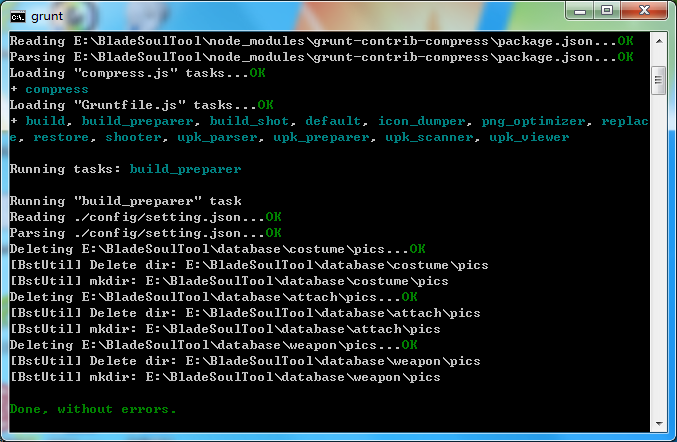 grunt
Reading E:\BladeSoulTool\node_modules\grunt-contrib-compress\package.json...OK
Parsing E:\BladeSoulTool\node_modules\grunt-contrib-compress\package.json...OK
Loading "compress.js" tasks...OK
+ compress
Loading "Gruntfile.js" tasks...OK
+ build, build_preparer, build_shot, default, icon_dumper, png_optimizer, replac
e, restore, shooter, upk_parser, upk_preparer, upk_scanner, upk_viewer
Running tasks: build_preparer
Running "build_preparer" task
Reading ./config/setting.json...OK
Parsing ./config/setting.json...OK
Deleting E:\BladeSoulTool\database\costume\pics...OK
[BstUtil] Delete dir: E:\BladeSoulTool\database\costume\pics
[BstUtil] mkdir: E:\BladeSoulTool\database\costume\pics
Deleting E:\BladeSoulTool\database\attach\pics...OK
[BstUtil] Delete dir: E:\BladeSoulTool\database\attach\pics
[BstUtil] mkdir: E:\BladeSoulTool\database\attach\pics
Deleting E:\BladeSoulTool\database\weapon\pics...OK
[BstUtil] Delete dir: E:\BladeSoulTool\database\weapon\pics
[BstUtil] mkdir: E:\BladeSoulTool\database\weapon\pics
Done, without errors.